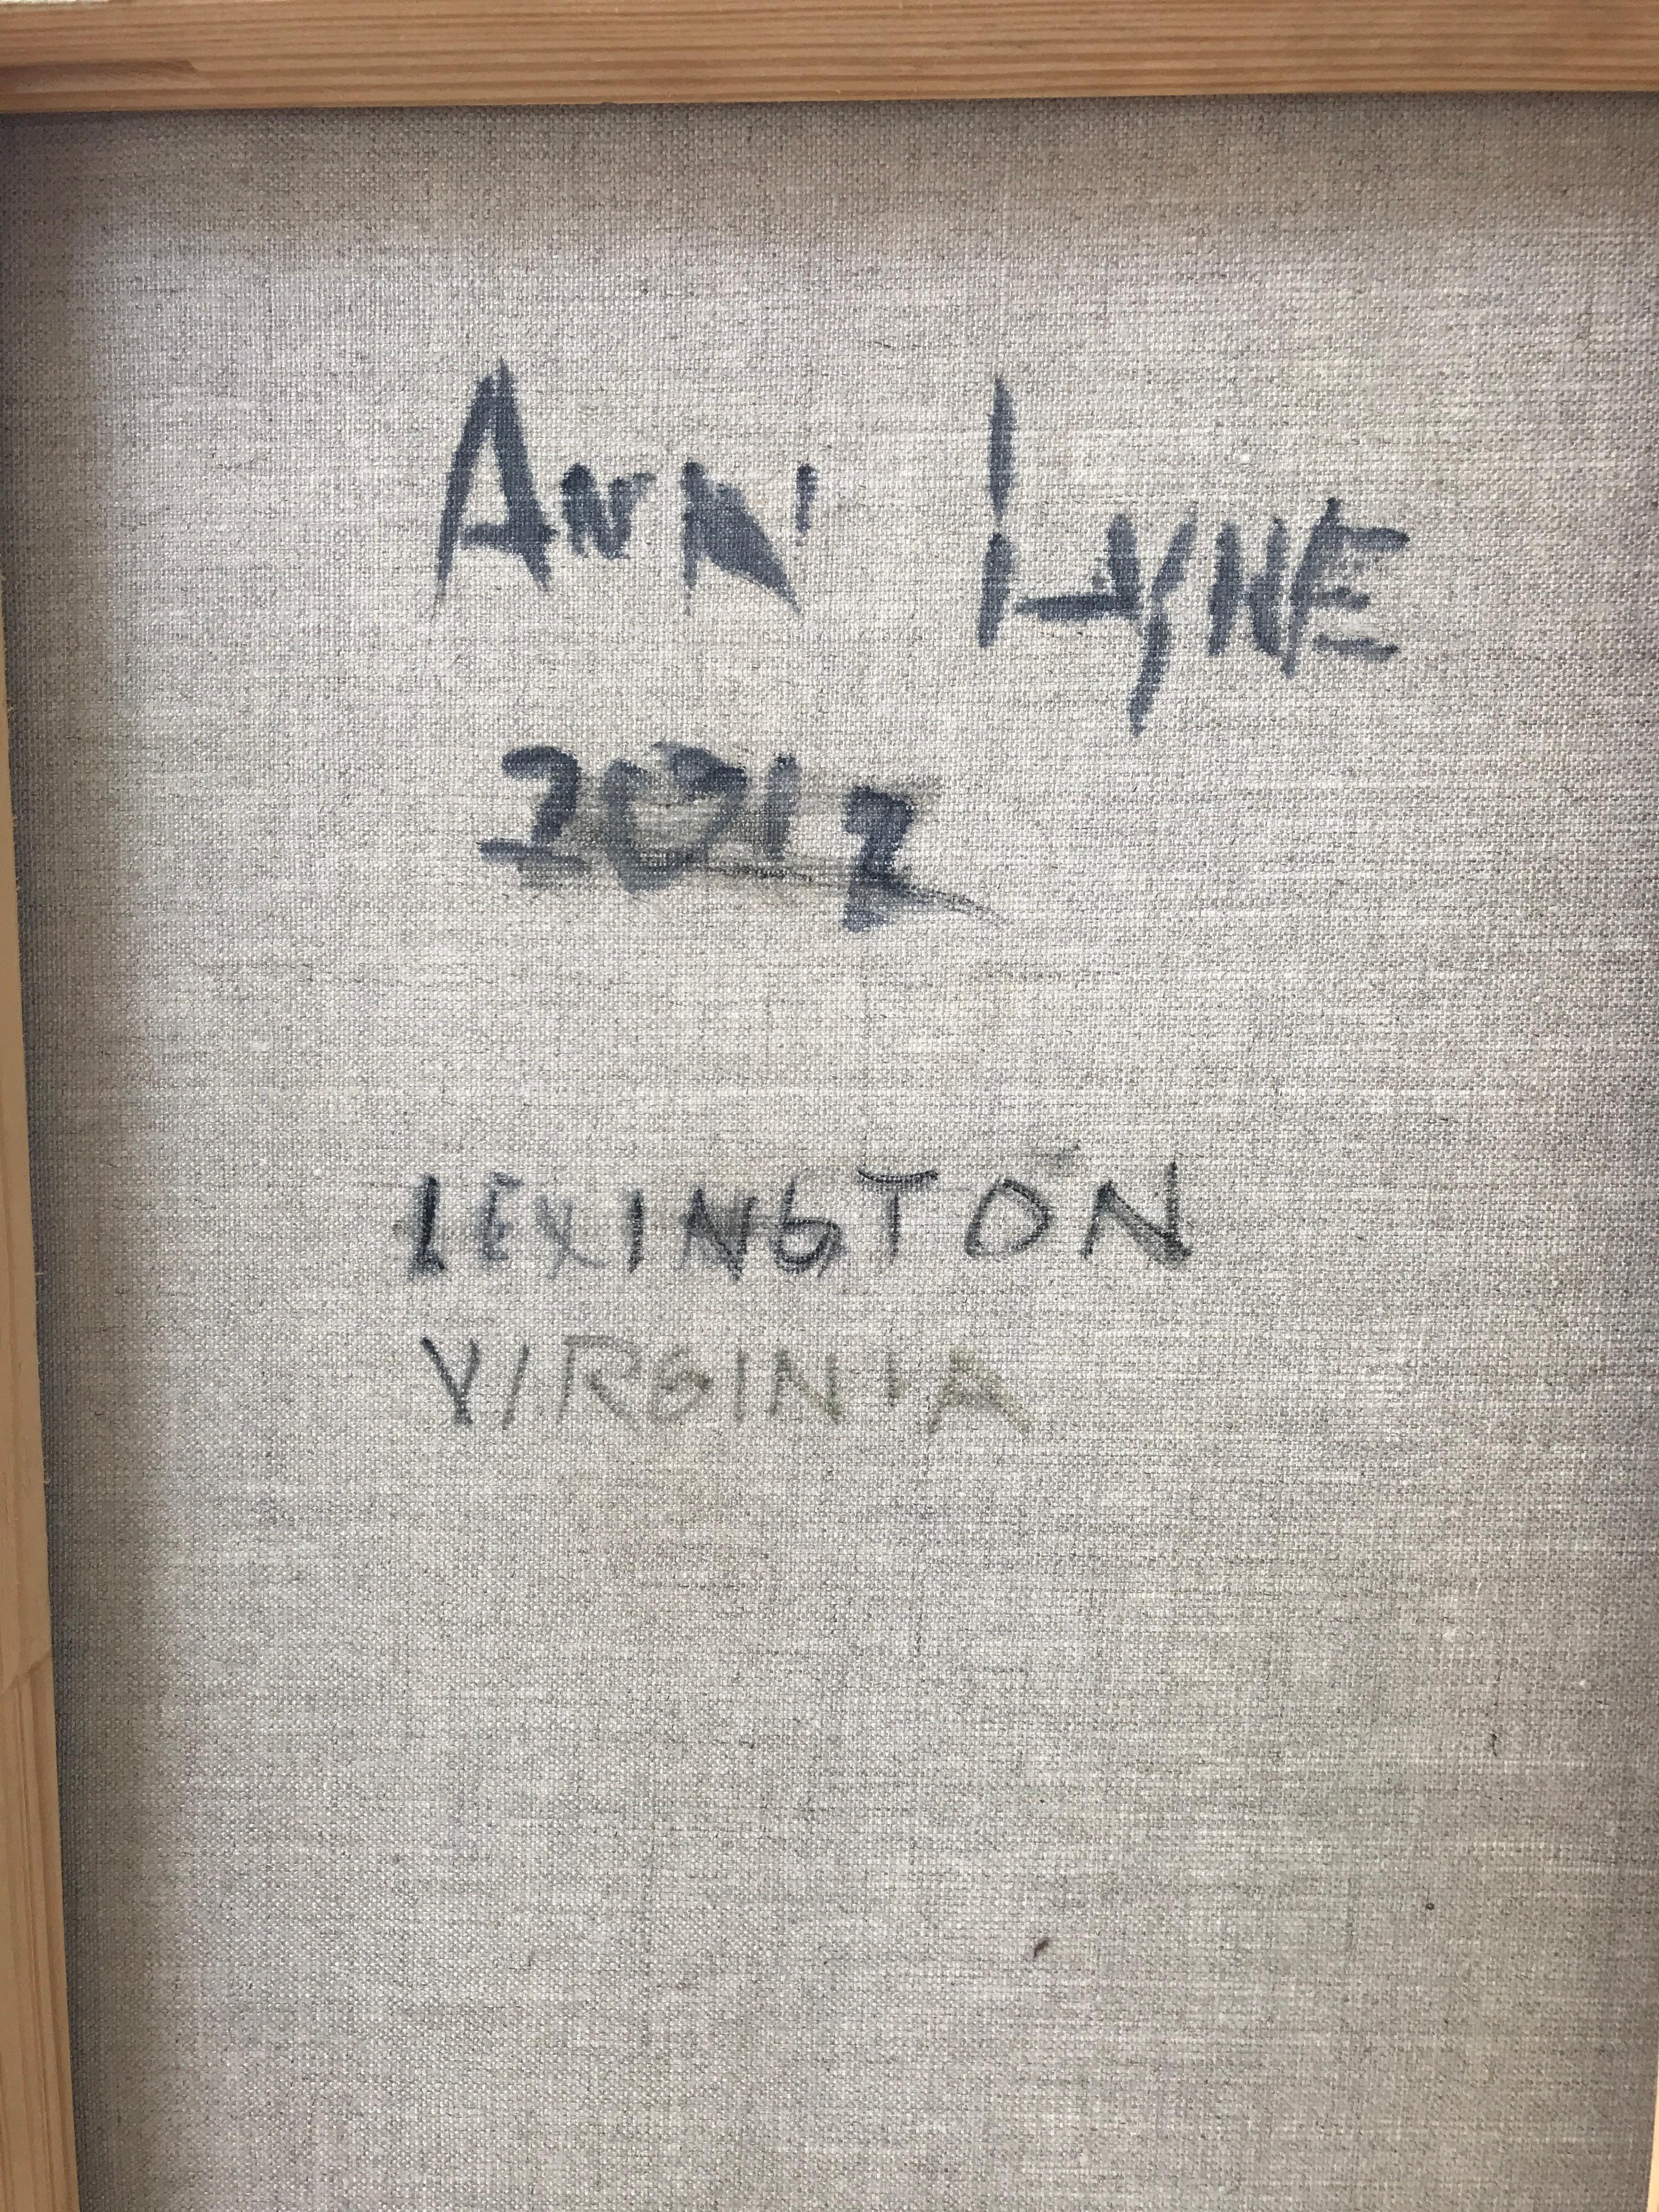 ANN LYNE
2012
LEXINGTON
VIRGINIA